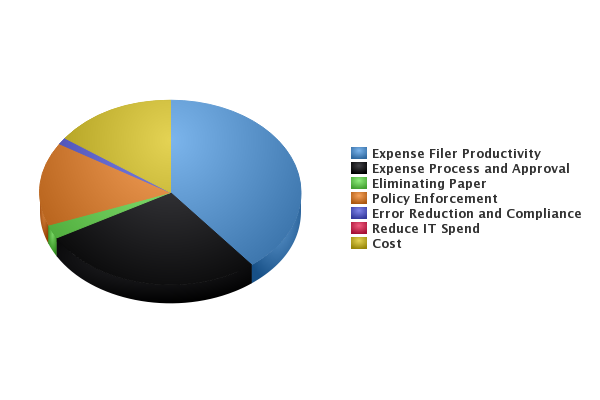 Expense Filer Productivity
Expense Process and Approval
Eliminating Paper
Policy Enforcement
Error Reduction and Compliance
Reduce IT Spend
Cost